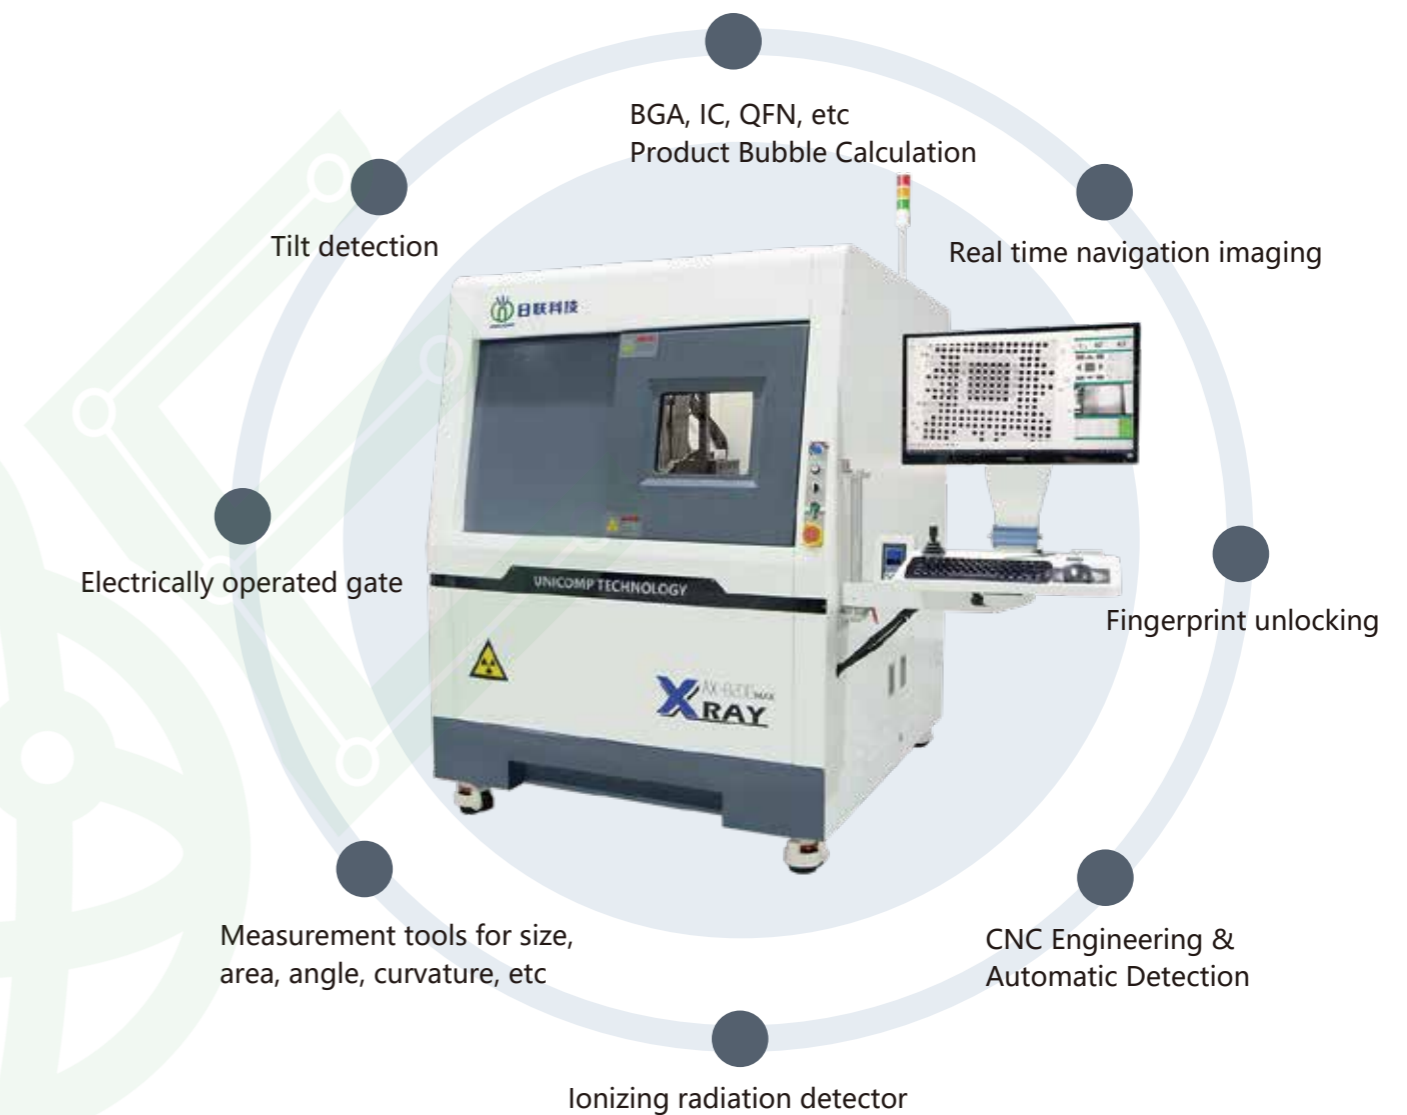 BGA, IC, QFN, etc
Product Bubble Calculation
Tilt detection
Real time navigation imaging
日联科技
Electrically operated gate
UNICOMP TECHNOLOGY
Fingerprint unlocking
X RAY
Measurement tools for size,
area, angle, curvature, etc
CNC Engineering &
Automatic Detection
Ionizing radiation detector